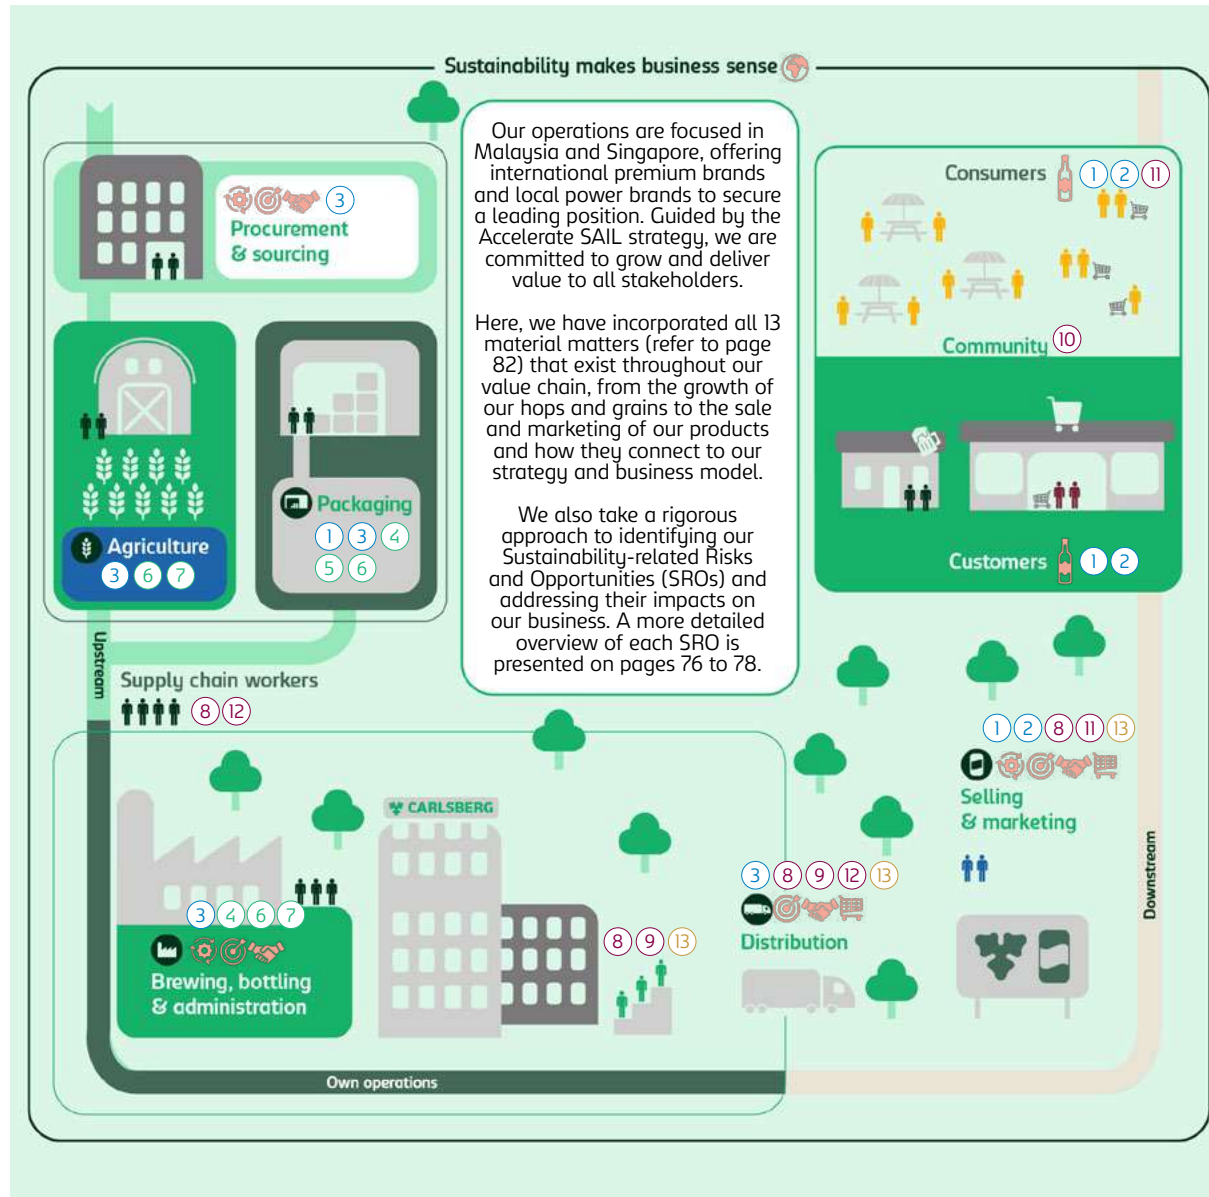 Sustainability makes business sense
Our operations are focused in
Malaysia and Singapore, offering
international premium brands
and local power brands to secure
a leading position. Guided by the
Accelerate SAIL strategy, we are
committed to grow and deliver
value to all stakeholders.
Here, we have incorporated all 13
material matters (refer to page
82) that exist throughout our
value chain, from the growth of
our hops and grains to the sale
and marketing of our products
and how they connect to our
strategy and business model.
We also take a rigorous
approach to identifying our
Sustainability-related Risks
and Opportunities (SROs) and
addressing their impacts on
our business. A more detailed
overview of each SRO is
presented on pages 76 to 78.
3
Procurement
& sourcing
Agriculture
3 6 7
Packaging
1 3 4
5 6
Upstream
Supply chain workers
8 12
Consumers 1 2 11
Community 10
Customers 1 2
1 2 8 11 13
Selling
& marketing
Downstream
3 8 9 12 13
Distribution
CARLSBERG
8 9 13
3 4 6 7
Brewing, bottling
& administration
Own operations